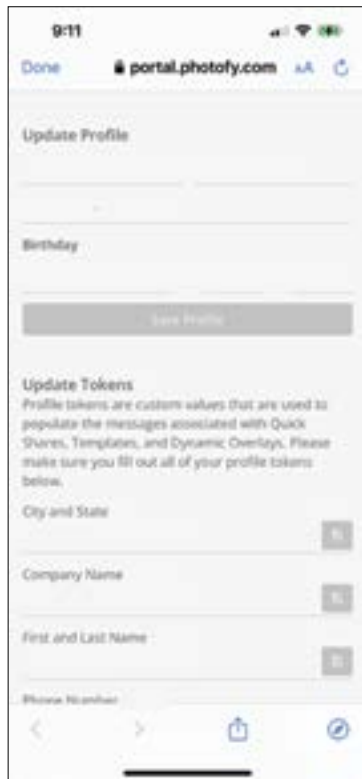 9:11
Done portal.photofy.com AA
Update Profile
Birthday
Save Profile
Update Tokens
Profile tokens are custom values that are used to
populate the messages associated with Quick
Shares, Templates, and Dynamic Overlays. Please
make sure you fill out all of your profile tokens
below.
City and State
Company Name
First and Last Name
Phone Number